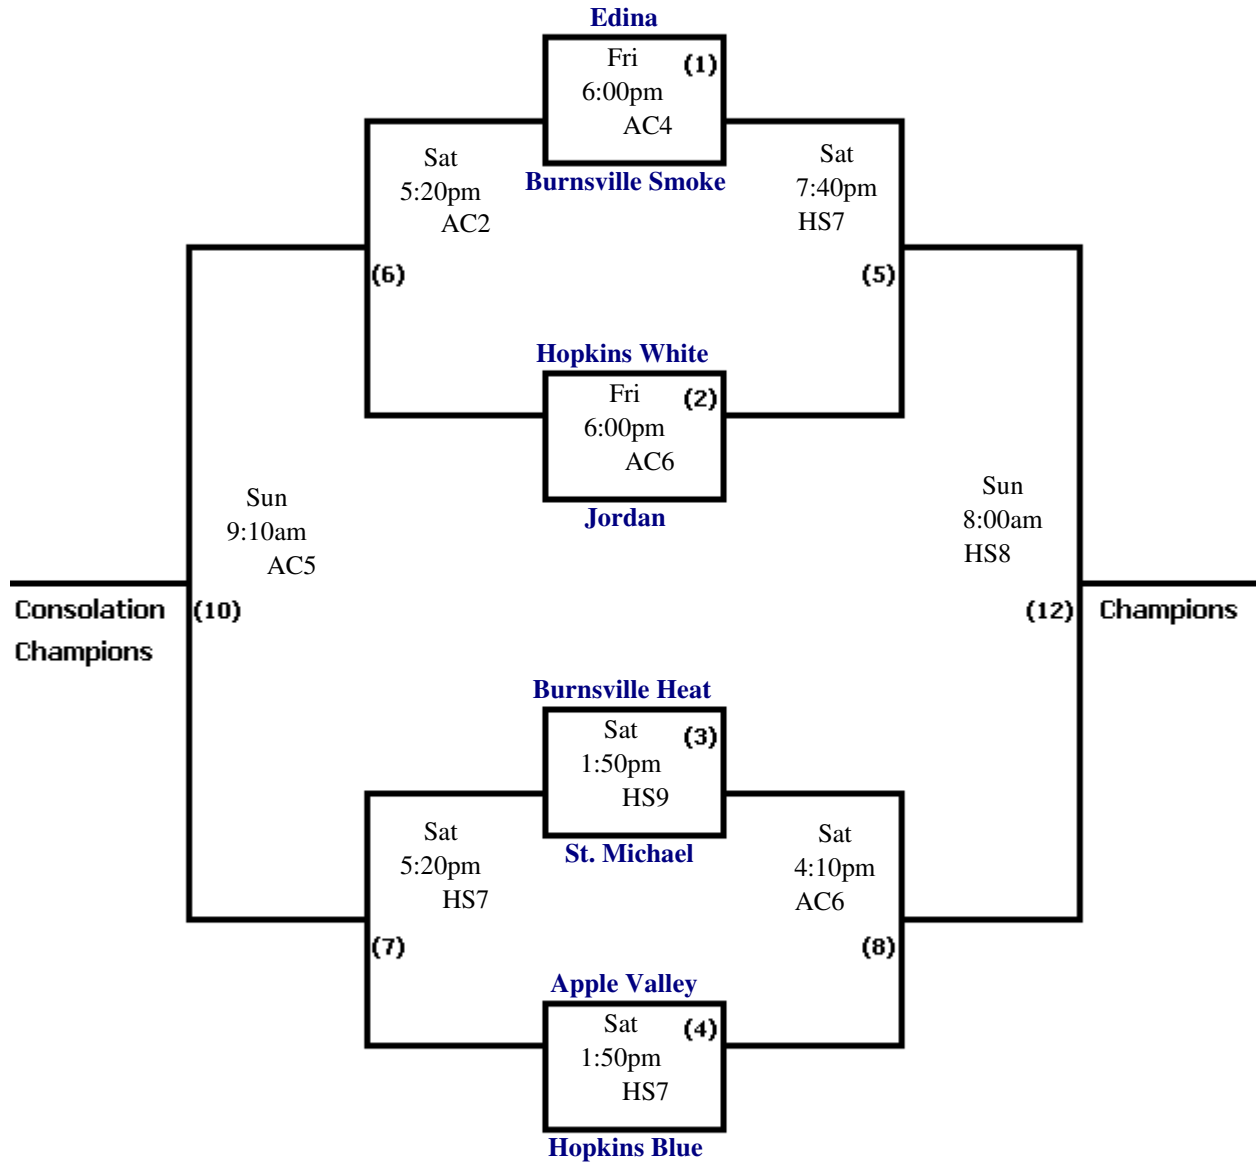 Edina
Fri
(1)
6:00pm
AC4
Burnsville Smoke
Sat
5:20pm
AC2
(6)
Sat
7:40pm
HS7
(5)
Hopkins White
Fri
(2)
6:00pm
AC6
Jordan
Sun
9:10am
AC5
Consolation
Champions
(10)
Sun
8:00am
HS8
(12)
Champions
Burnsville Heat
Sat
(3)
1:50pm
HS9
St. Michael
Sat
5:20pm
HS7
(7)
Sat
4:10pm
AC6
(8)
Apple Valley
Sat
(4)
1:50pm
HS7
Hopkins Blue